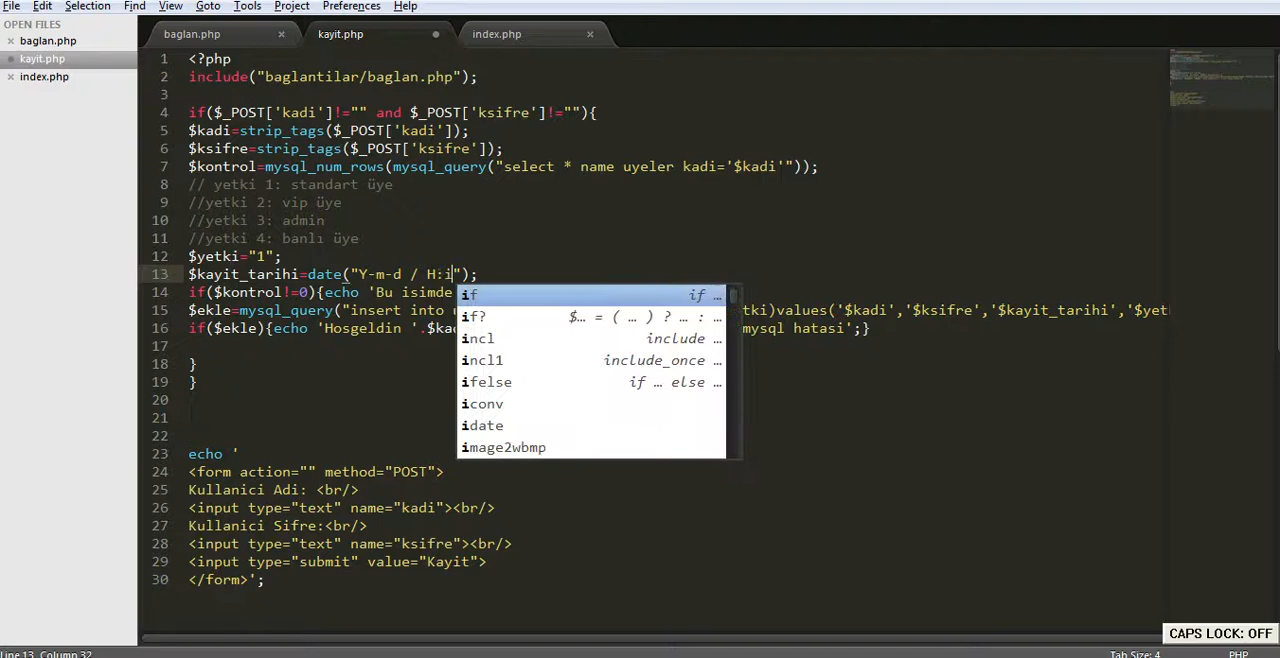 File Edit Selection Find View Goto Tools Project Preferences Help
OPEN FILES
× baglan.php
kayit.php
× index.php
baglan.php × kayit.php index.php ×
1 <?php
2 include("baglantilar/baglan.php");
3
4 if($_POST['kadi']!="" and $_POST['ksifre']!=""){
5 $kadi=strip_tags($_POST['kadi']);
6 $ksifre=strip_tags($_POST['ksifre']);
7 $kontrol=mysql_num_rows(mysql_query("select * name uyeler kadi='$kadi'"));
8 // yetki 1: standart üye
9 //yetki 2: vip üye
10 //yetki 3: admin
11 //yetki 4: banlı üye
12 $yetki="1";
13 $kayit_tarihi=date("Y-m-d / H:i");
14 if($kontrol!=0){echo 'Bu isimde
15 $ekle=mysql_query("insert into tki)values('$kadi','$ksifre','$kayit_tarihi','$yet
16 if($ekle){echo 'Hosgeldin '.$kad mysql hatasi';}
17
18 }
19 }
20
21
22
23 echo '
24 <form action="" method="POST">
25 Kullanici Adi: <br/>
26 <input type="text" name="kadi"><br/>
27 Kullanici Sifre:<br/>
28 <input type="text" name="ksifre"><br/>
29 <input type="submit" value="Kayit">
30 </form>';
if if …
if? $… = ( … ) ? … : …
incl include …
incl1 include_once …
ifelse if … else …
iconv
idate
image2wbmp
CAPS LOCK: OFF
Line 13, Column 32 Tab Size: 4 PHP